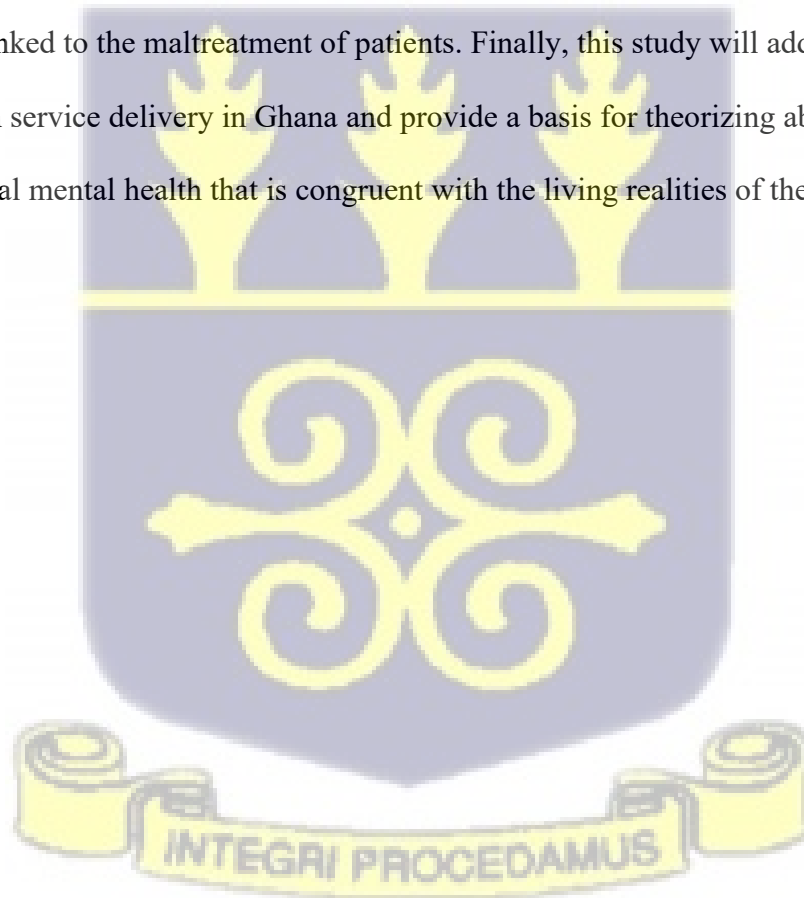 nked to the maltreatment of patients. Finally, this study will add
service delivery in Ghana and provide a basis for theorizing ab
al mental health that is congruent with the living realities of the
INTEGRI PROCEDAMUS